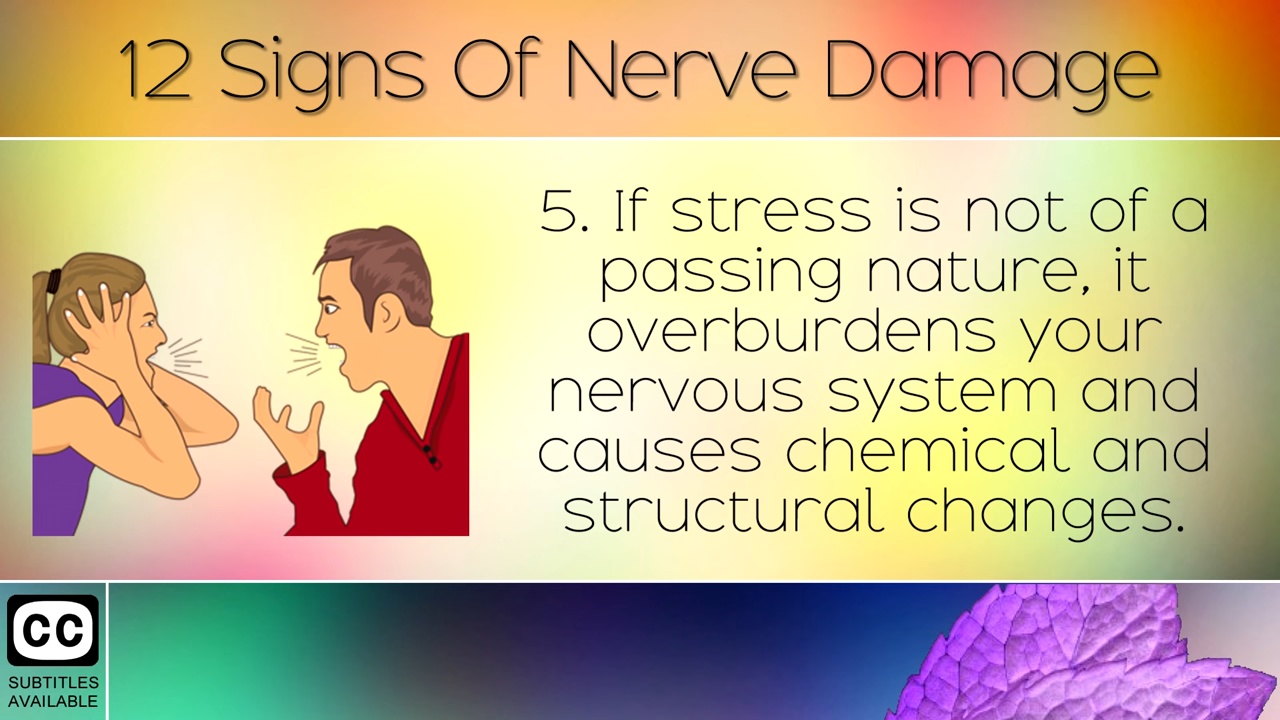 12 Signs Of Nerve Damage
5. If stress is not of a
passing nature, it
overburdens your
nervous system and
causes chemical and
structural changes.
CC
SUBTITLES
AVAILABLE